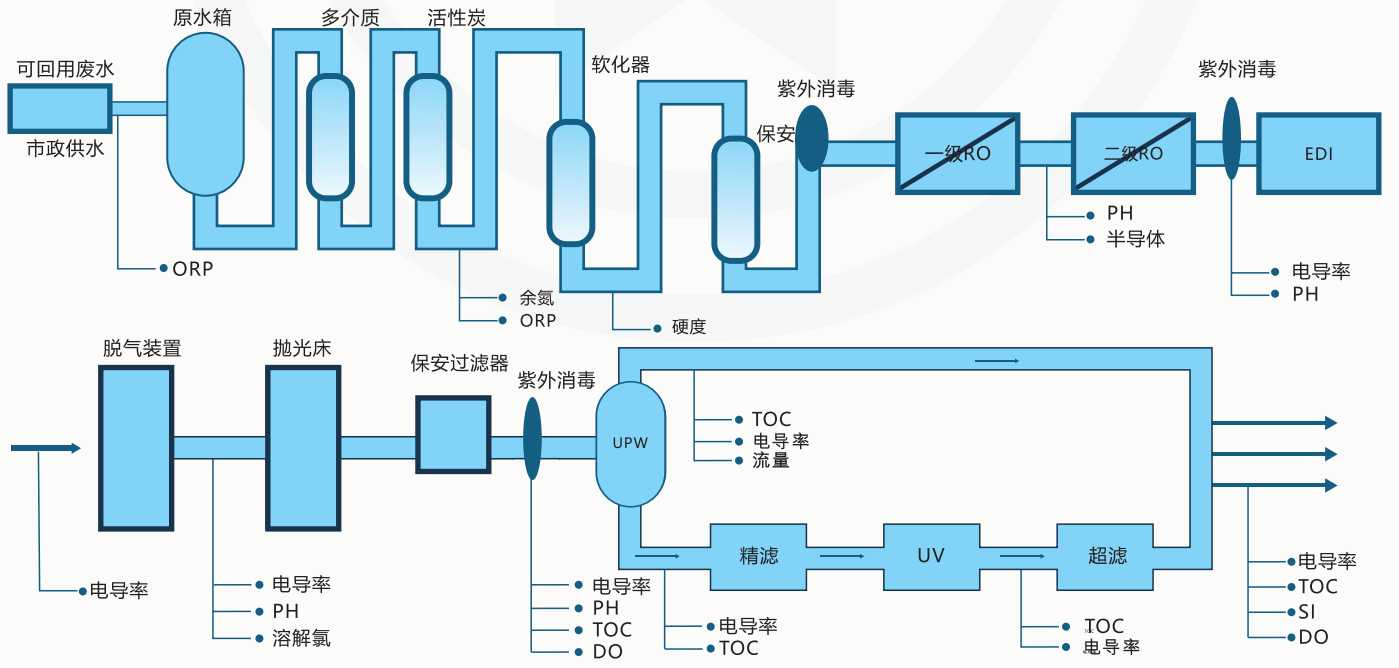 原水箱
多介质
活性炭
可回用废水
市政供水
软化器
保安
紫外消毒
一级RO
二级RO
紫外消毒
EDI
ORP
余氮
ORP
硬度
PH
半导体
电导率
PH
脱气装置
抛光床
保安过滤器
紫外消毒
UPW
TOC
电导率
流量
精滤
UV
超滤
电导率
电导率
PH
溶解氯
电导率
PH
TOC
DO
电导率
TOC
TOC
电导率
电导率
TOC
SI
DO